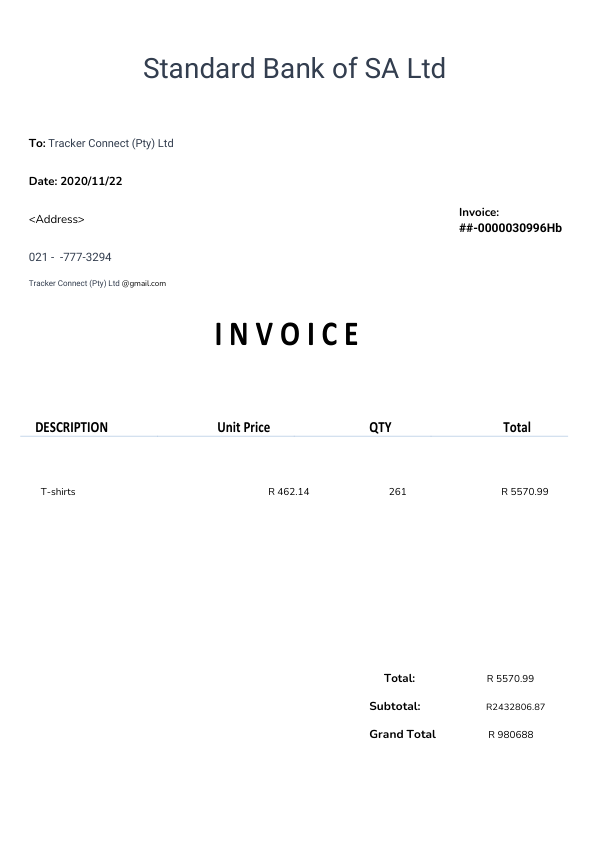 Standard Bank of SA Ltd
To: Tracker Connect (Pty) Ltd
Date: 2020/11/22
<Address>
Invoice:
##-0000030996Hb
021 -  -777-3294
Tracker Connect (Pty) Ltd @gmail.com
INVOICE
DESCRIPTION Unit Price QTY Total
T-shirts R 462.14 261 R 5570.99
Total: R 5570.99
Subtotal: R2432806.87
Grand Total R 980688